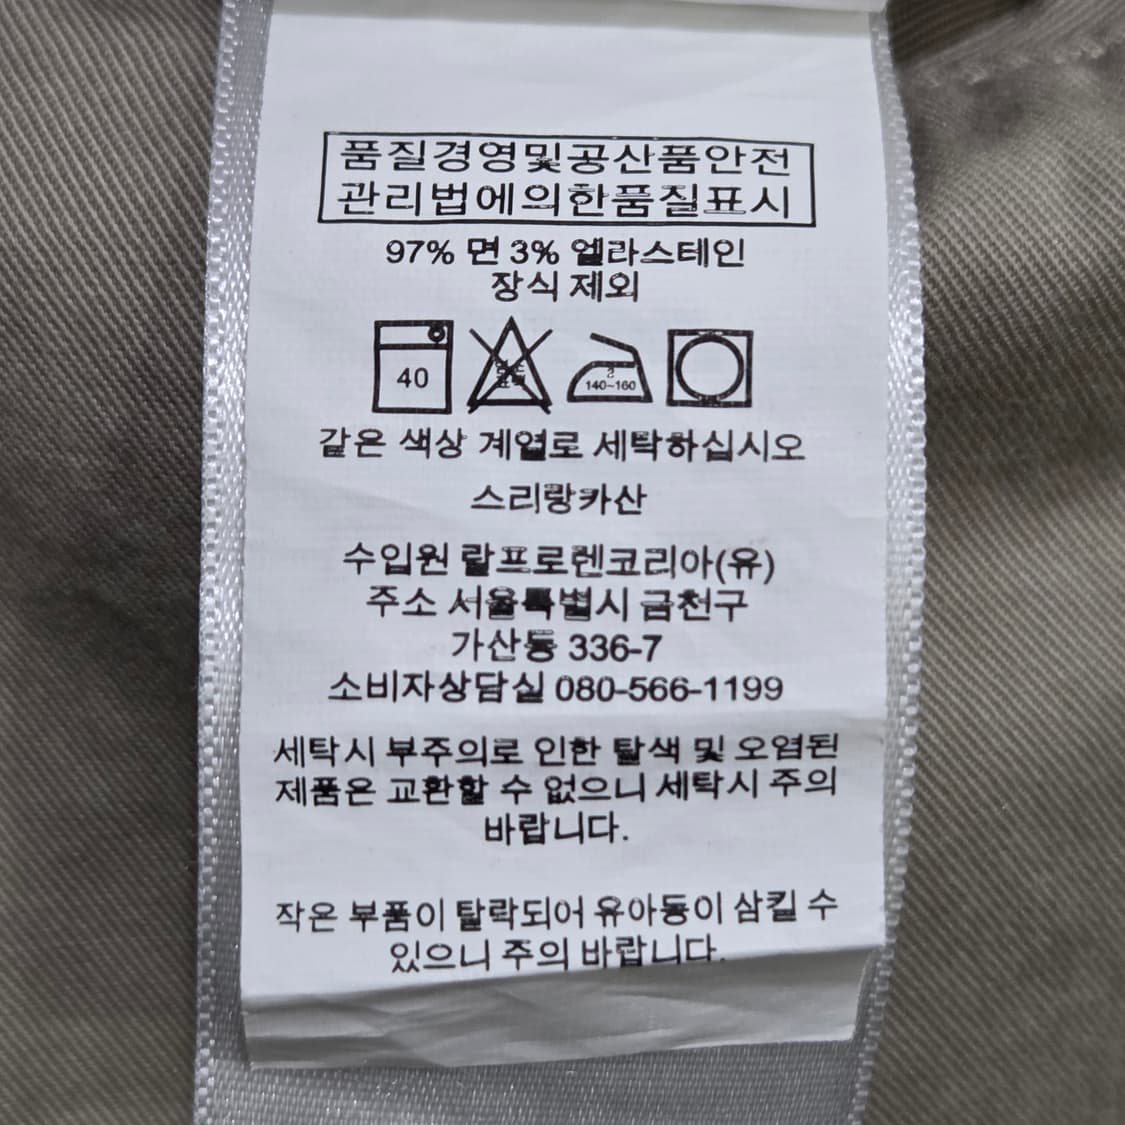 품질경영및공산품안전
관리법에의한품질표시
97% 면 3% 엘라스테인
장식 제외
40
140~160
같은 색상 계열로 세탁하십시오
스리랑카산
수입원 랄프로렌코리아(유)
주소 서울특별시 금천구
가산동 336-7
소비자상담실 080-566-1199
세탁시 부주의로 인한 탈색 및 오염된
제품은 교환할 수 없으니 세탁시 주의
바랍니다.
작은 부품이 탈락되어 유아동이 삼킬 수
있으니 주의 바랍니다.